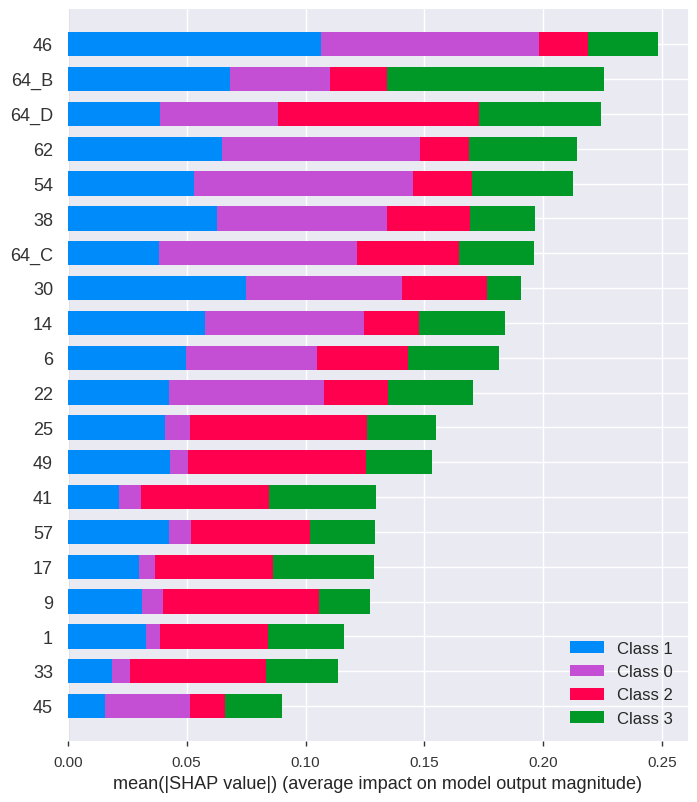 46
64_B
64_D
62
54
38
64_C
30
14
6
22
25
49
41
57
17
9
1
33
45
Class 1
Class 0
Class 2
Class 3
0.00 0.05 0.10 0.15 0.20 0.25
mean(|SHAP value|) (average impact on model output magnitude)